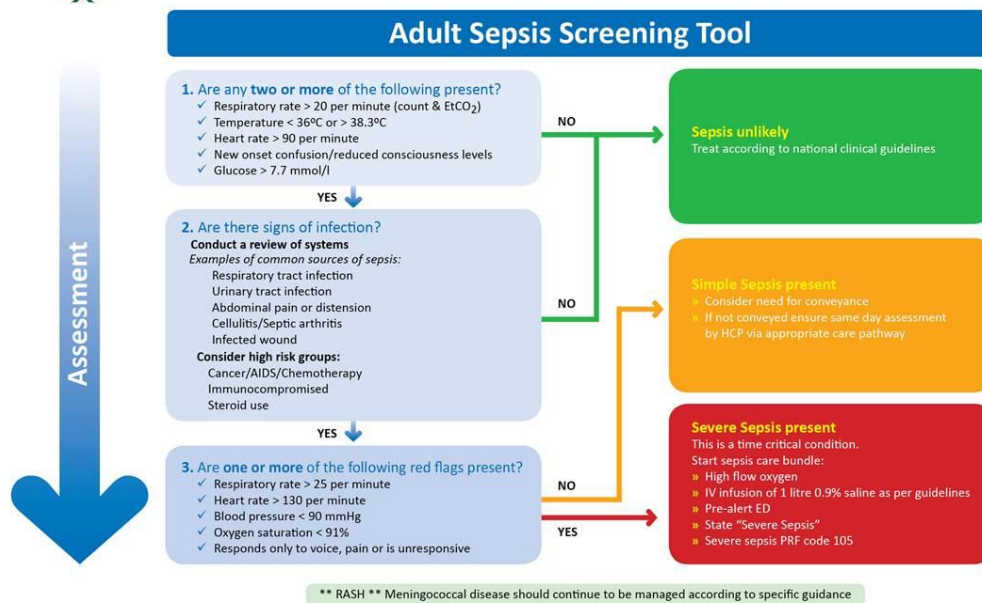 Adult Sepsis Screening Tool
Assessment
1. Are any two or more of the following present?
✓ Respiratory rate > 20 per minute (count & EtCO₂)
✓ Temperature < 36ºC or > 38.3ºC
✓ Heart rate > 90 per minute
✓ New onset confusion/reduced consciousness levels
✓ Glucose > 7.7 mmol/l
NO
YES
Sepsis unlikely
Treat according to national clinical guidelines
2. Are there signs of infection?
Conduct a review of systems
Examples of common sources of sepsis:
Respiratory tract infection
Urinary tract infection
Abdominal pain or distension
Cellulitis/Septic arthritis
Infected wound
Consider high risk groups:
Cancer/AIDS/Chemotherapy
Immunocompromised
Steroid use
NO
YES
Simple Sepsis present
» Consider need for conveyance
» If not conveyed ensure same day assessment
by HCP via appropriate care pathway
3. Are one or more of the following red flags present?
✓ Respiratory rate > 25 per minute
✓ Heart rate > 130 per minute
✓ Blood pressure < 90 mmHg
✓ Oxygen saturation < 91%
✓ Responds only to voice, pain or is unresponsive
NO
YES
Severe Sepsis present
This is a time critical condition.
Start sepsis care bundle:
» High flow oxygen
» IV infusion of 1 litre 0.9% saline as per guidelines
» Pre-alert ED
» State "Severe Sepsis"
» Severe sepsis PRF code 105
** RASH ** Meningococcal disease should continue to be managed according to specific guidance